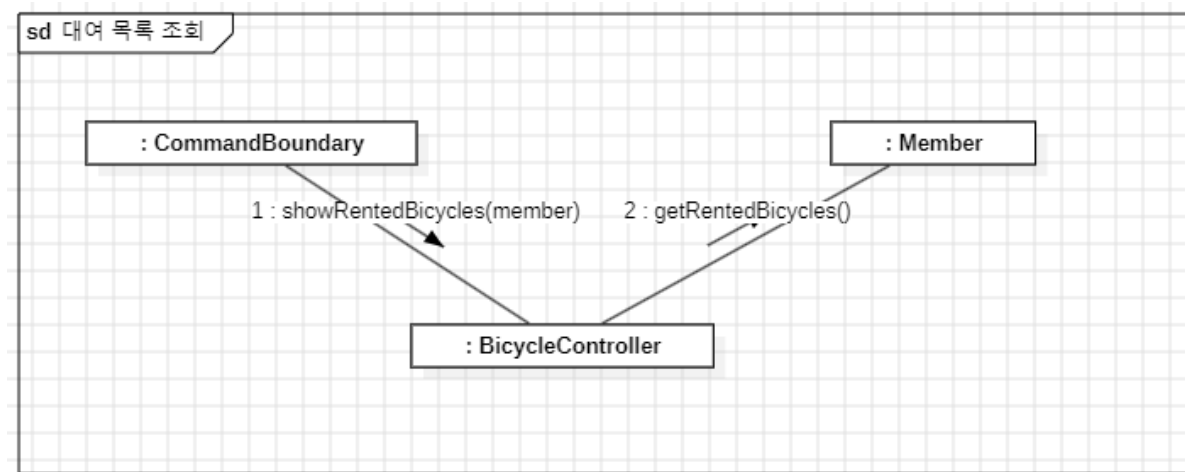 sd 대여 목록 조회
: CommandBoundary
: Member
1 : showRentedBicycles(member)
2 : getRentedBicycles()
: BicycleController